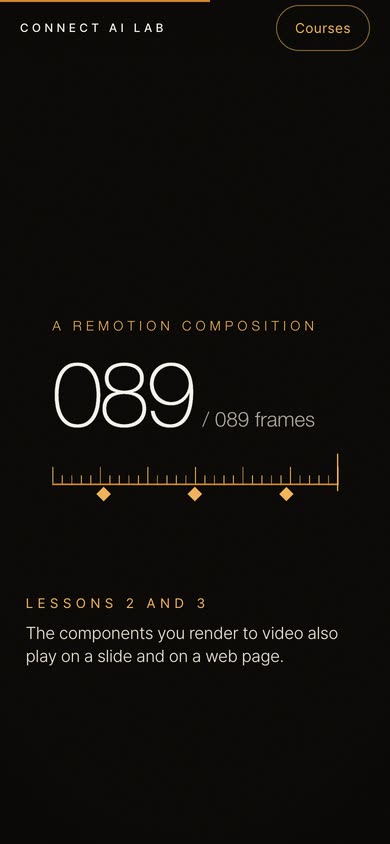 CONNECT AI LAB
Courses
A REMOTION COMPOSITION
089 / 089 frames
LESSONS 2 AND 3
The components you render to video also
play on a slide and on a web page.